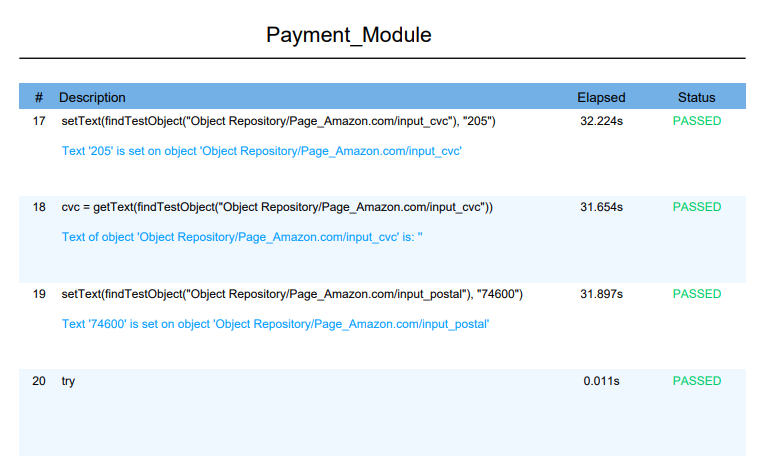 Payment_Module
# Description Elapsed Status
17 setText(findTestObject("Object Repository/Page_Amazon.com/input_cvc"), "205") 32.224s PASSED
Text '205' is set on object 'Object Repository/Page_Amazon.com/input_cvc'
18 cvc = getText(findTestObject("Object Repository/Page_Amazon.com/input_cvc")) 31.654s PASSED
Text of object 'Object Repository/Page_Amazon.com/input_cvc' is: ''
19 setText(findTestObject("Object Repository/Page_Amazon.com/input_postal"), "74600") 31.897s PASSED
Text '74600' is set on object 'Object Repository/Page_Amazon.com/input_postal'
20 try 0.011s PASSED